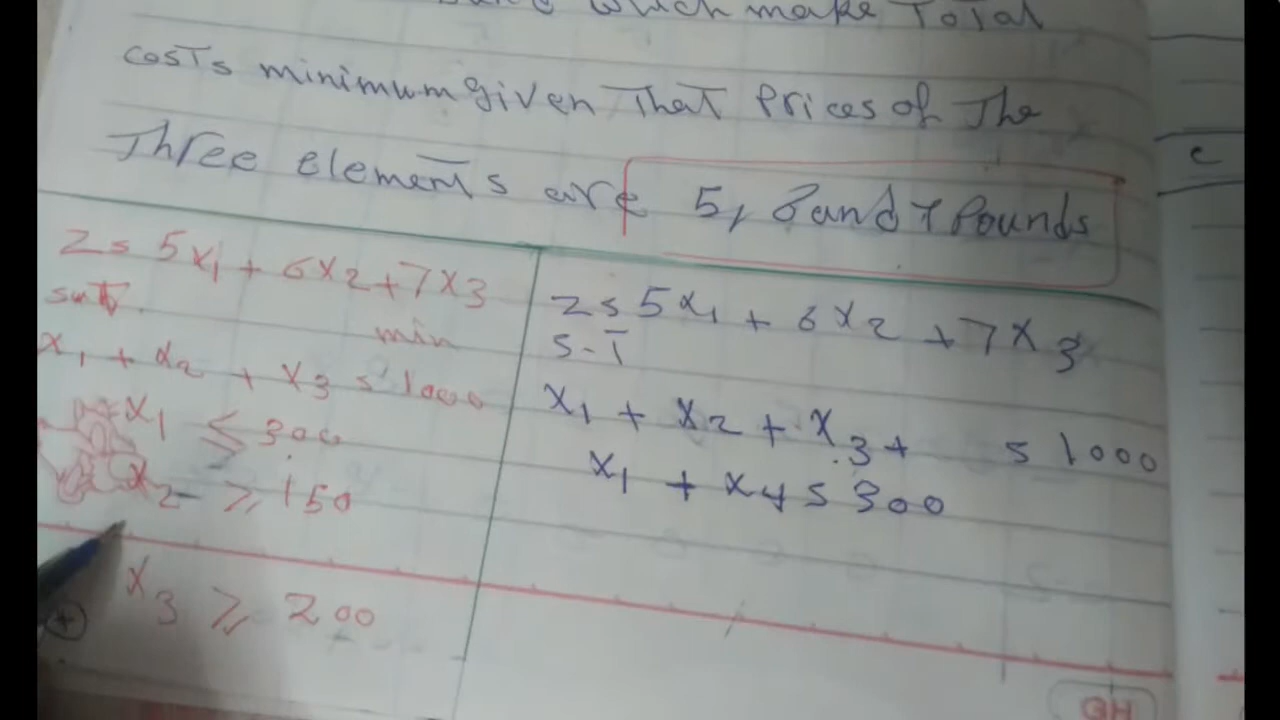 which make Total
costs minimum given That Prices of The
Three elements are 5, 6 and 7 Pounds
Z = 5x1 + 6x2 + 7x3
min
x1 + x2 + x3 = 1000
x1 ≤ 300
x2 ≥ 150
x3 ≥ 200
Z = 5x1 + 6x2 + 7x3
S-T
x1 + x2 + x3 + = 1000
x1 + x4 = 300
GH
c